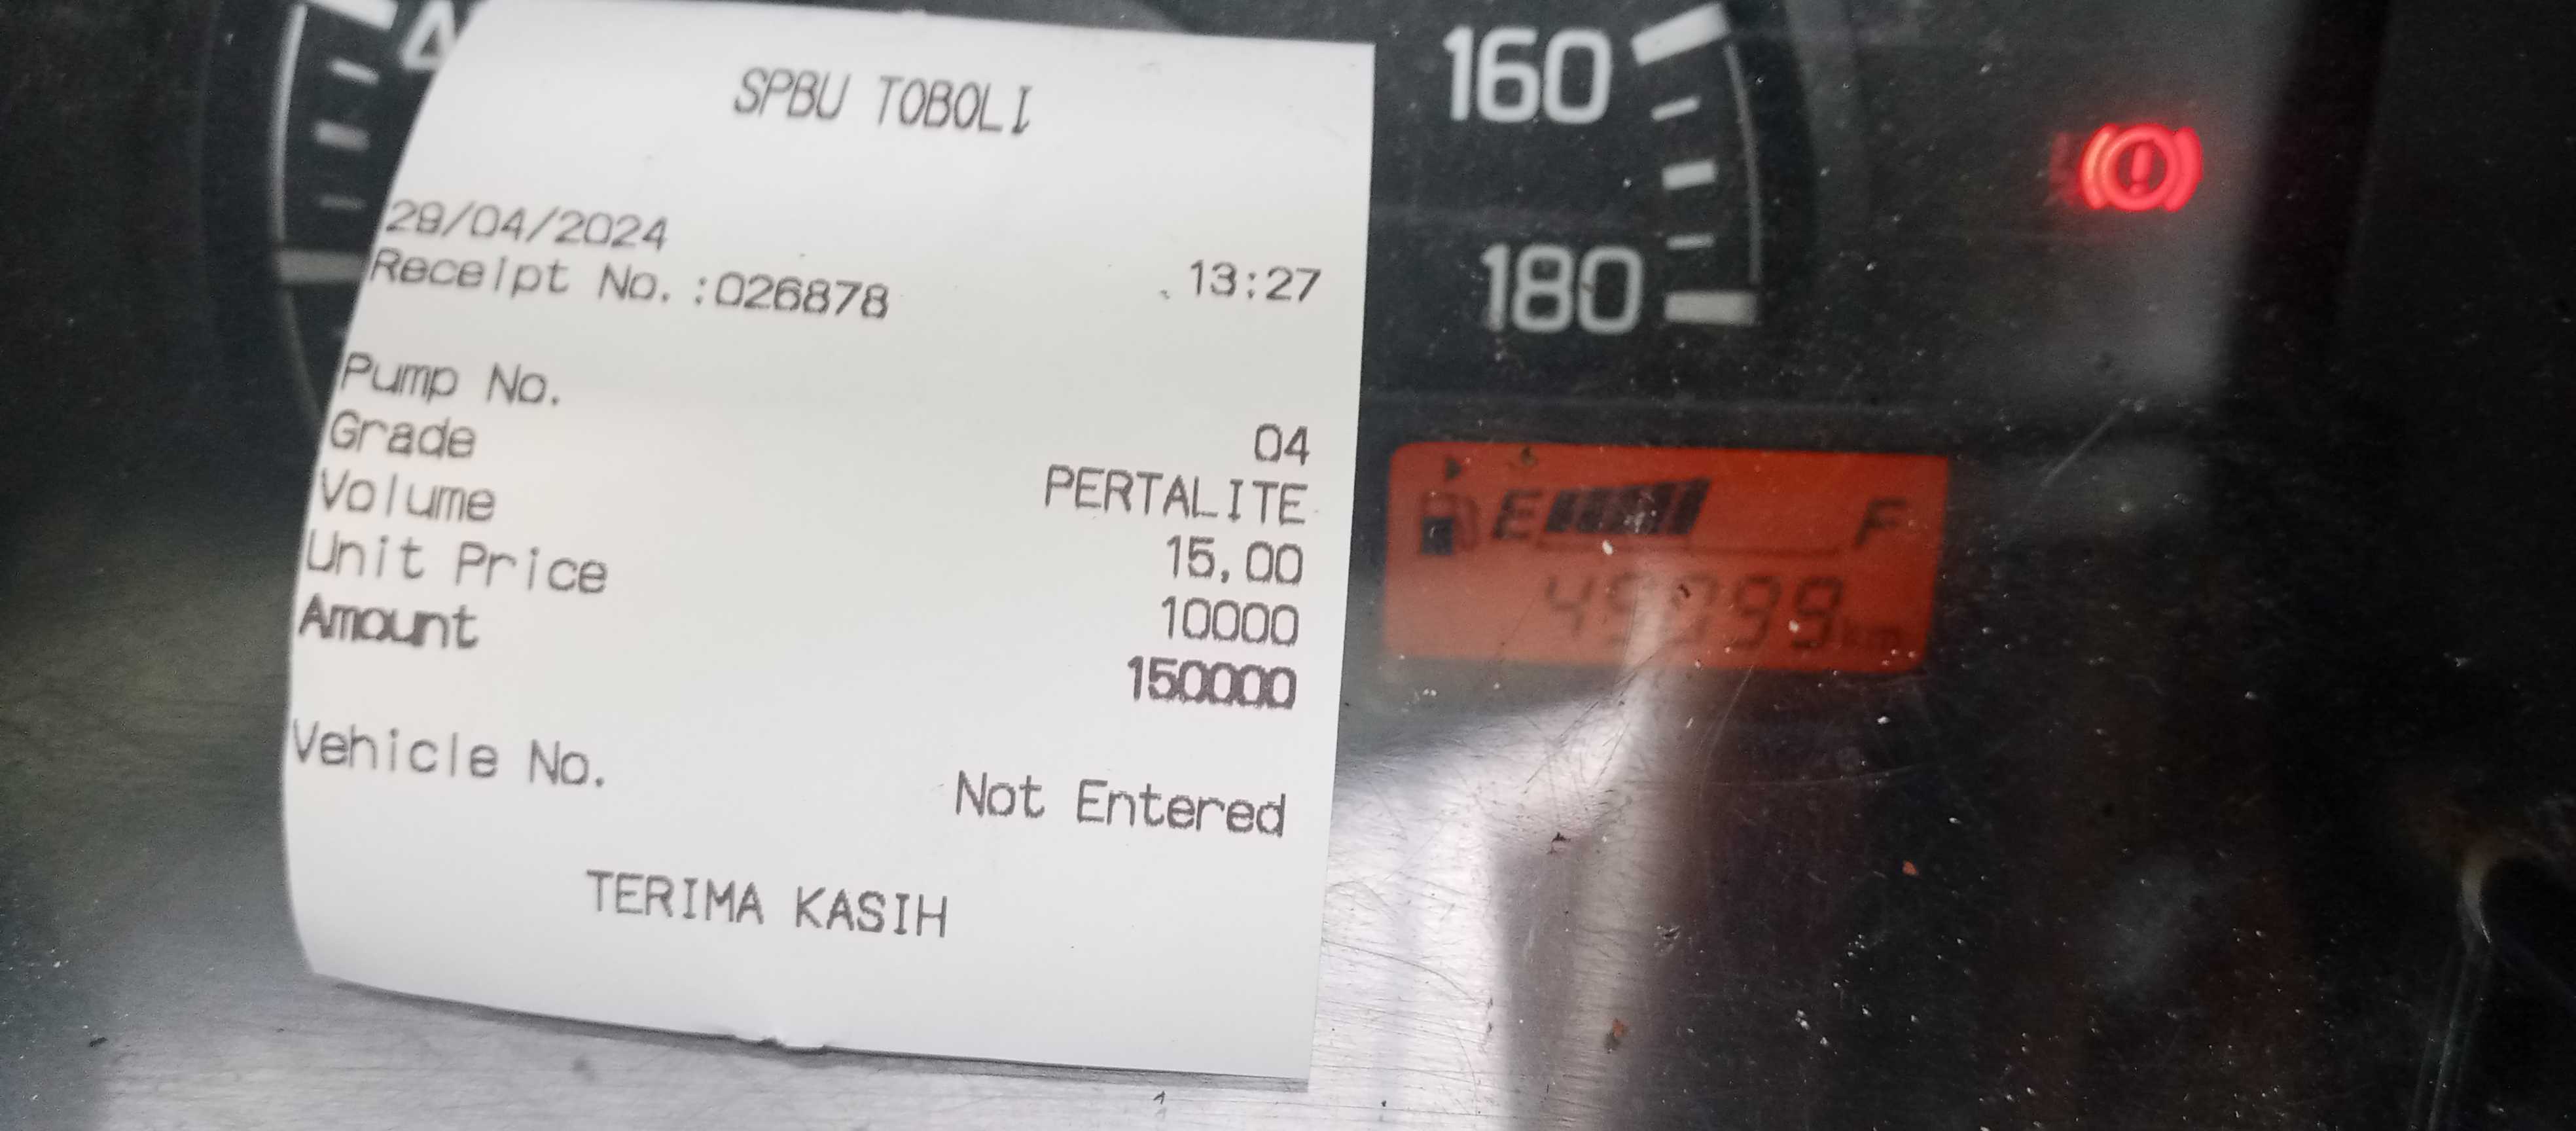 SPBU TOBOLI
29/04/2024
13:27
Receipt No. :026878
Pump No.
04
Grade
PERTALITE
Volume
15,00
Unit Price
10000
Amount
150000
Vehicle No.
Not Entered
TERIMA KASIH
160
180
E F
km